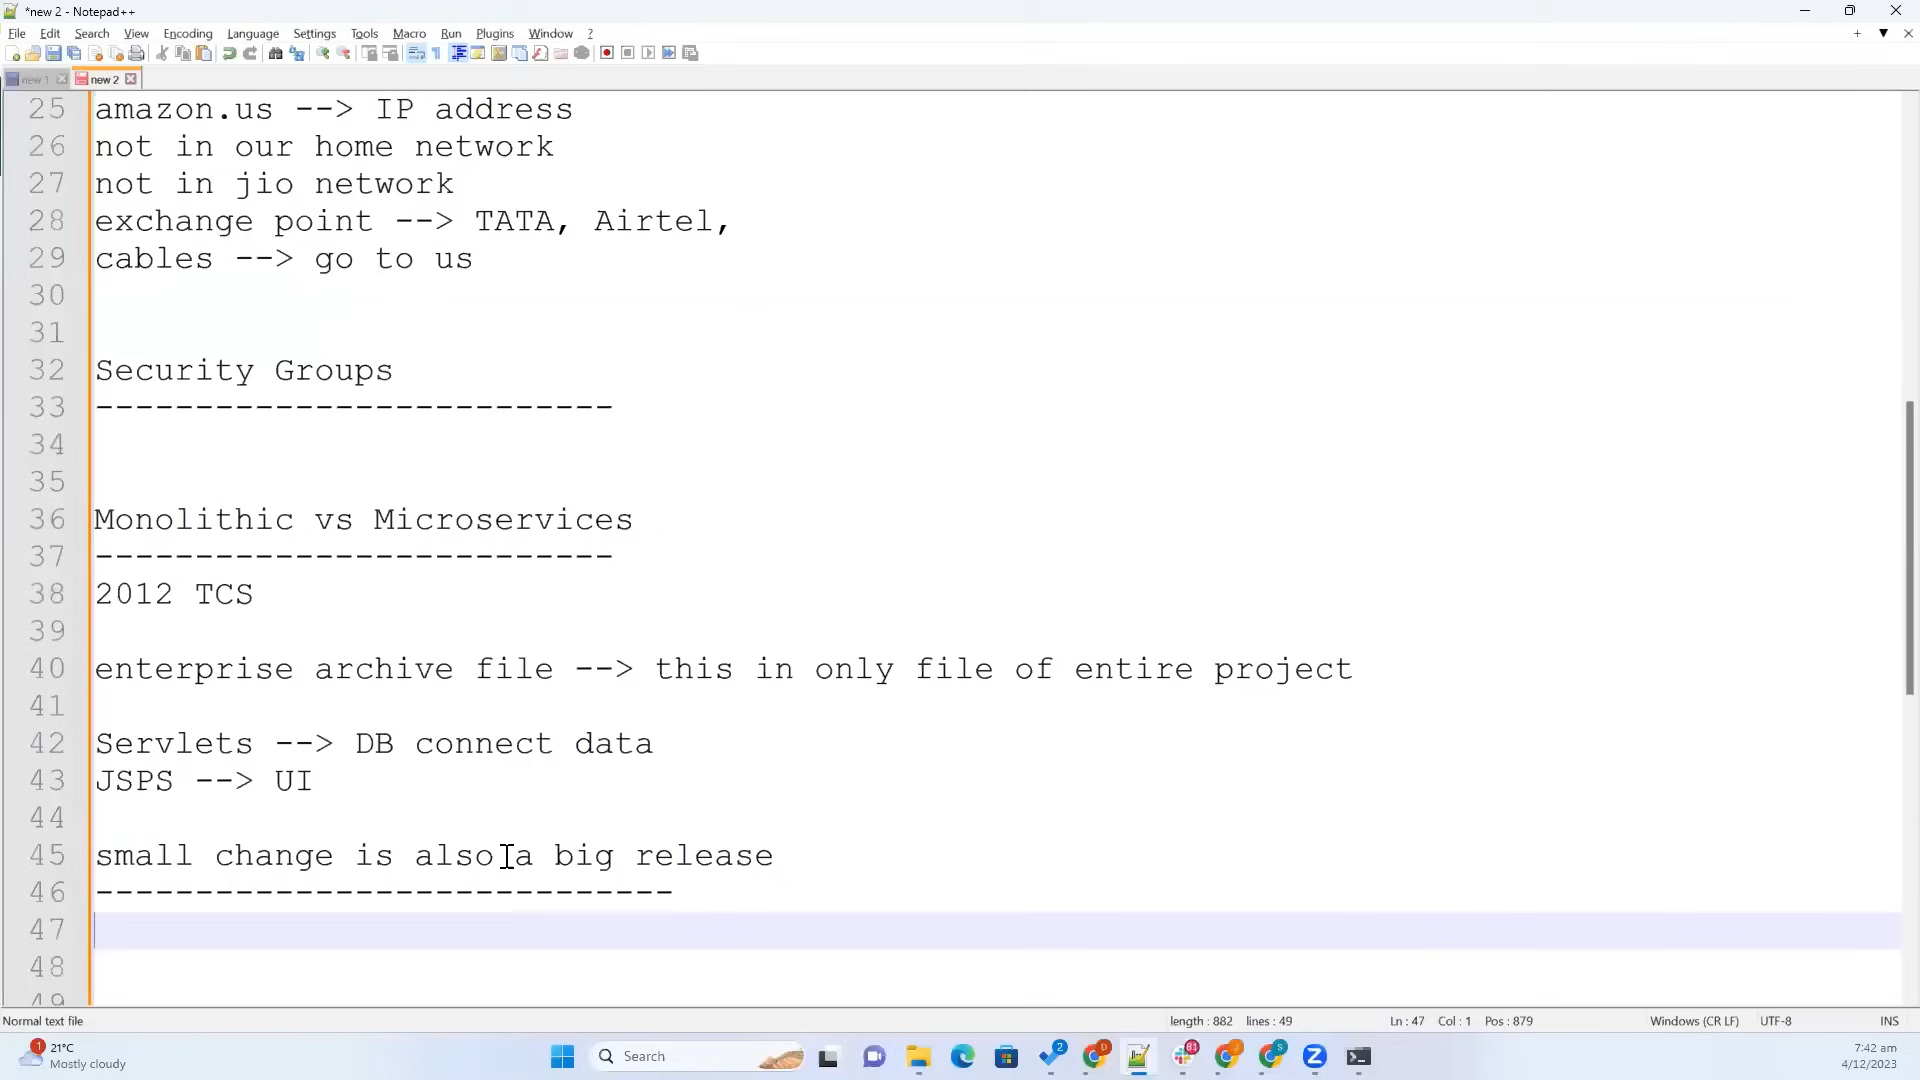 *new 2 - Notepad++
File Edit Search View Encoding Language Settings Tools Macro Run Plugins Window ?
new 1 new 2
25 amazon.us --> IP address
26 not in our home network
27 not in jio network
28 exchange point --> TATA, Airtel,
29 cables --> go to us
30
31
32 Security Groups
33 --------------------------
34
35
36 Monolithic vs Microservices
37 --------------------------
38 2012 TCS
39
40 enterprise archive file --> this in only file of entire project
41
42 Servlets --> DB connect data
43 JSPS --> UI
44
45 small change is also a big release
46 -----------------------------
47
48
49
Normal text file length : 882 lines : 49 Ln : 47 Col : 1 Pos : 879 Windows (CR LF) UTF-8 INS
1 21°C
Mostly cloudy
Search
2 D 81 J S
7:42 am
4/12/2023